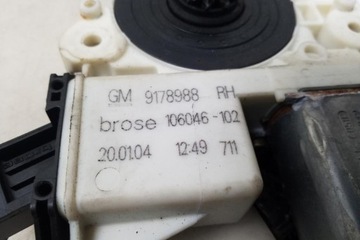 GM 9178988 RH
brose 106046-102
20.01.04 12:49 711